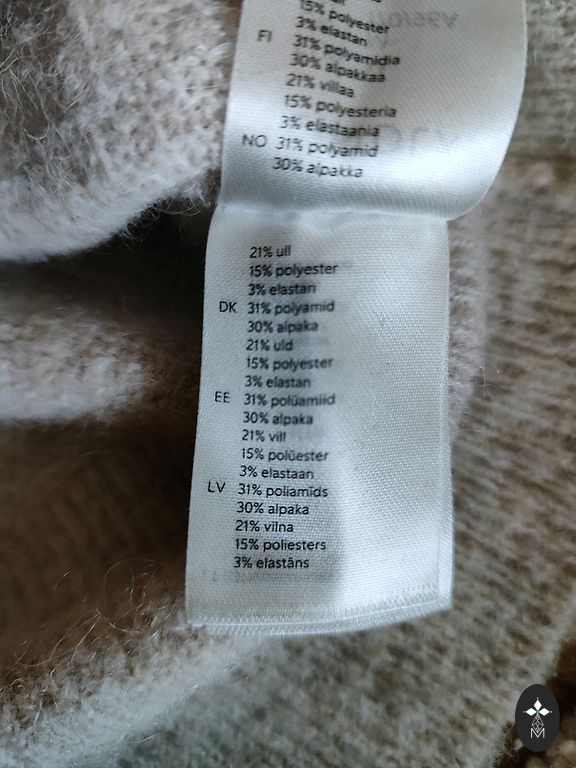 15% polyester
3% elastan
FI 31% polyamidia
30% alpakkaa
21% villaa
15% polyesteria
3% elastaania
NO 31% polyamid
30% alpakka
21% ull
15% polyester
3% elastan
DK 31% polyamid
30% alpaka
21% uld
15% polyester
3% elastan
EE 31% polüamiid
30% alpaka
21% vill
15% polüester
3% elastaan
LV 31% poliamīds
30% alpaka
21% vilna
15% poliesters
3% elastāns
M